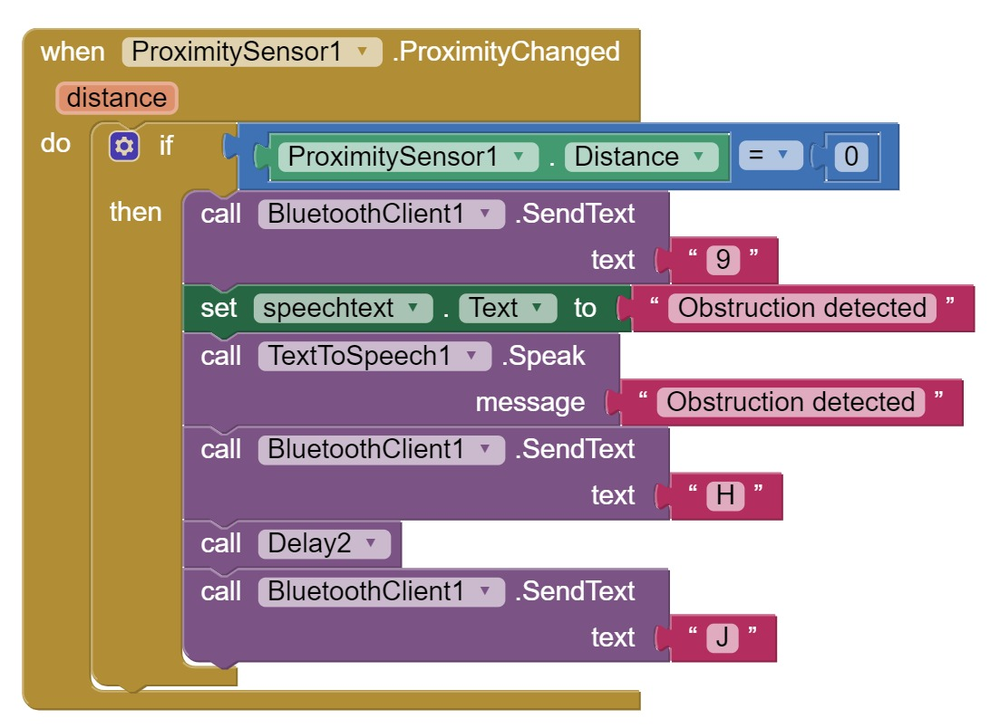 when ProximitySensor1 .ProximityChanged
distance
do if ProximitySensor1 . Distance = 0
then call BluetoothClient1 .SendText
text “ 9 ”
set speechtext . Text to “ Obstruction detected ”
call TextToSpeech1 .Speak
message “ Obstruction detected ”
call BluetoothClient1 .SendText
text “ H ”
call Delay2
call BluetoothClient1 .SendText
text “ J ”